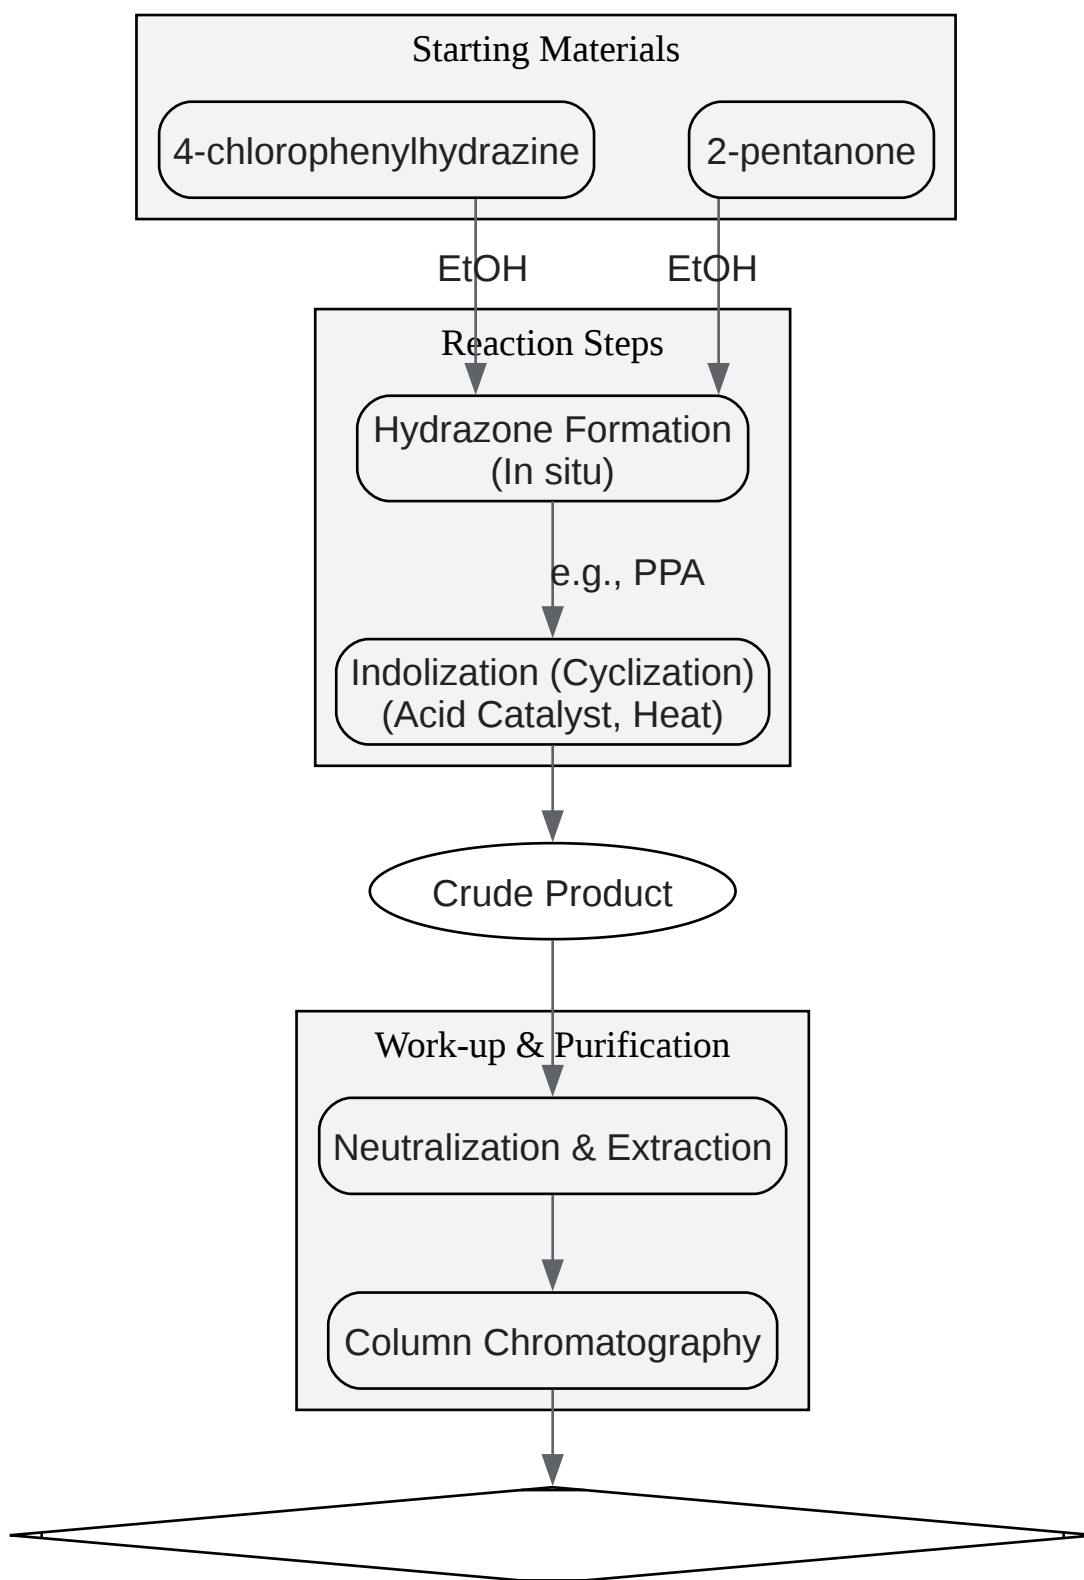 Starting Materials
4-chlorophenylhydrazine
2-pentanone
EtOH
EtOH
Reaction Steps
Hydrazone Formation
(In situ)
e.g., PPA
Indolization (Cyclization)
(Acid Catalyst, Heat)
Crude Product
Work-up & Purification
Neutralization & Extraction
Column Chromatography